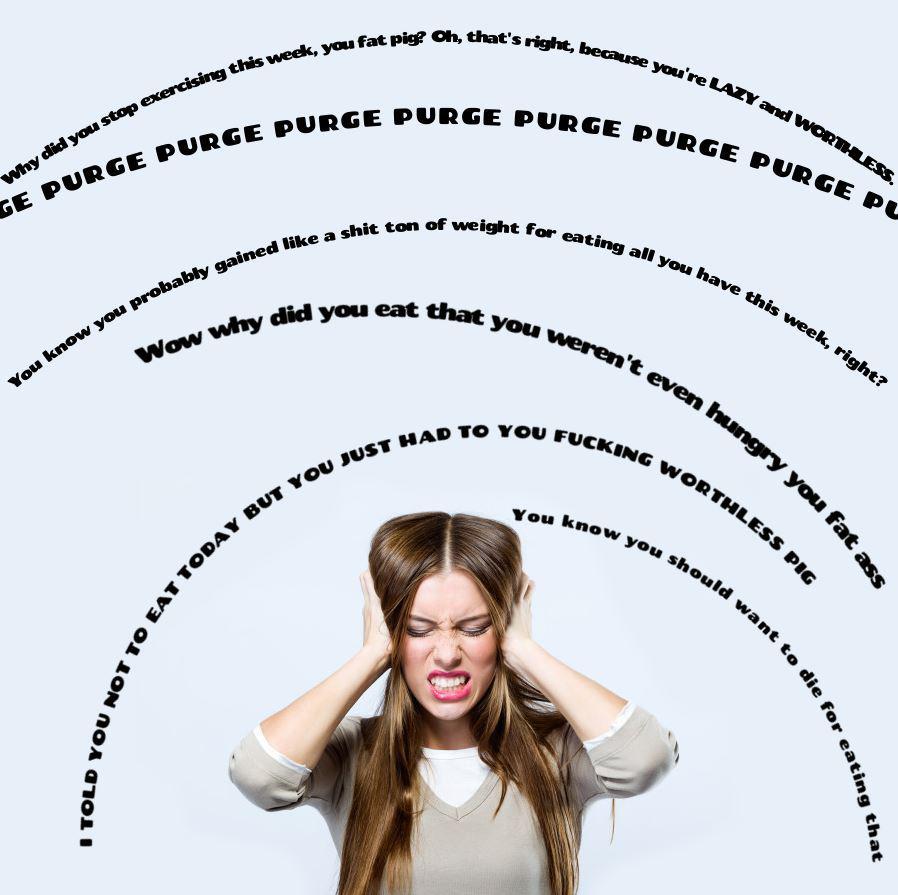 Why did you stop exercising this week, you fat pig? Oh, that's right, because you're LAZY and WORTHLESS.
GE PURGE PURGE PURGE PURGE PURGE PURGE PURGE PU
You know you probably gained like a shit ton of weight for eating all you have this week, right?
Wow why did you eat that you weren't even hungry you fat ass
I TOLD YOU NOT TO EAT TODAY BUT YOU JUST HAD TO YOU FUCKING WORTHLESS PIG
You know you should want to die for eating that